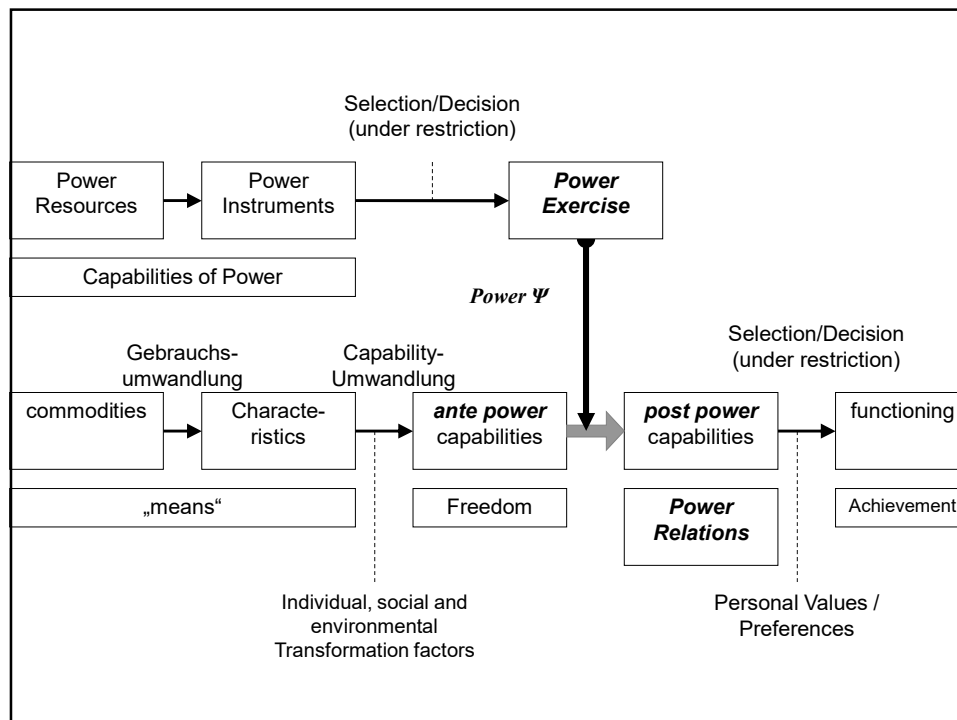 Selection/Decision
(under restriction)
Power
Resources
Power
Instruments
Power
Exercise
Capabilities of Power
Power Ψ
Selection/Decision
(under restriction)
Gebrauchs-
umwandlung
Capability-
Umwandlung
commodities
Characte-
ristics
ante power
capabilities
post power
capabilities
functioning
„means“
Freedom
Power
Relations
Achievement
Individual, social and
environmental
Transformation factors
Personal Values /
Preferences